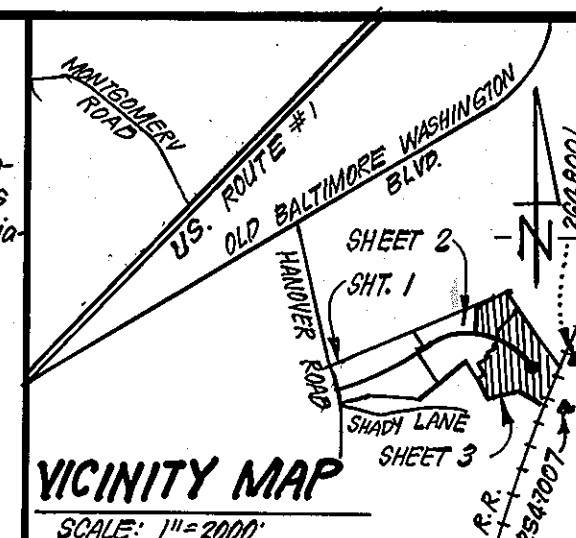 MONTGOMERY
ROAD
U.S. ROUTE #1
OLD BALTIMORE WASHINGTON
BLVD.
N
HANOVER
ROAD
SHEET 2
SHT. 1
SHADY LANE
SHEET 3
R.R.
VICINITY MAP
SCALE: 1"=2000'